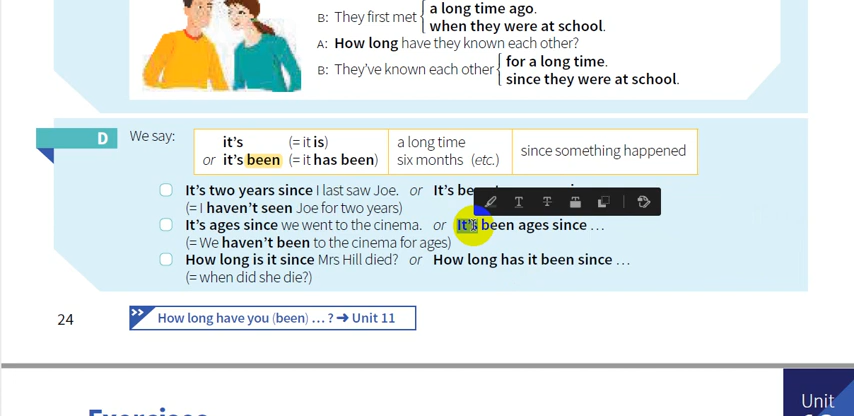 B: They first met a long time ago.
when they were at school.
A: How long have they known each other?
B: They've known each other for a long time.
since they were at school.
D We say:
it's (= it is) a long time
or it's been (= it has been) six months (etc.) since something happened
It's two years since I last saw Joe. or It's
(= I haven't seen Joe for two years)
It's ages since we went to the cinema. or It's been ages since …
(= We haven't been to the cinema for ages)
How long is it since Mrs Hill died? or How long has it been since …
(= when did she die?)
24
How long have you (been) … ? ➜ Unit 11
Unit
Exercises